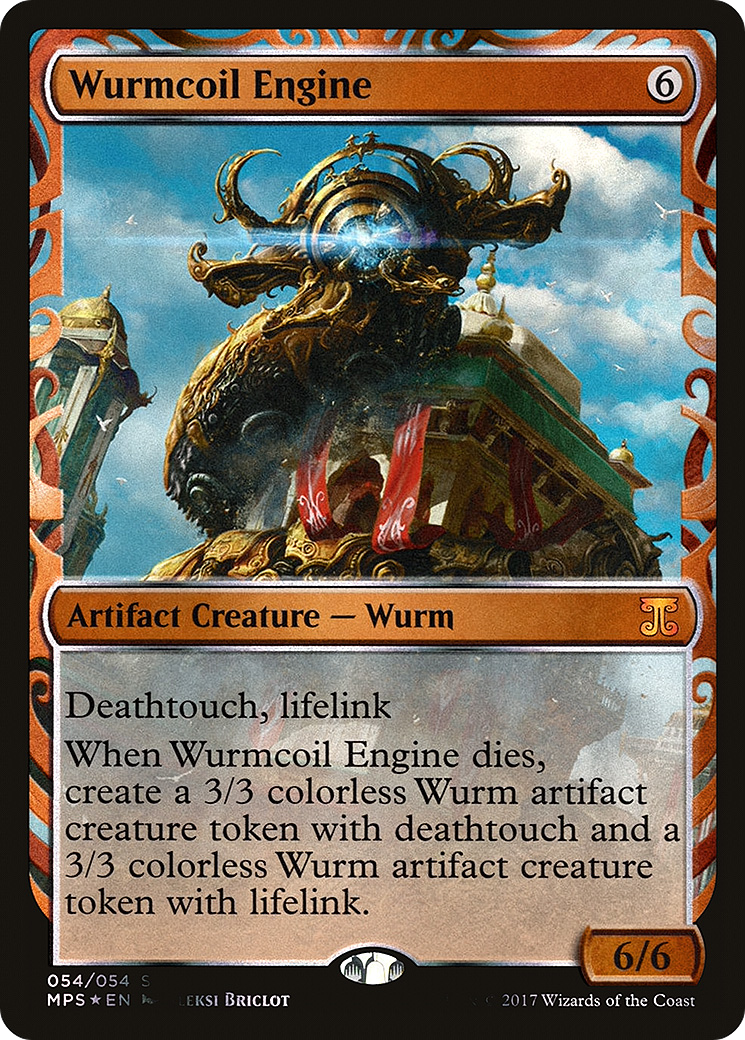 Wurmcoil Engine 6
Artifact Creature — Wurm
Deathtouch, lifelink
When Wurmcoil Engine dies,
create a 3/3 colorless Wurm artifact
creature token with deathtouch and a
3/3 colorless Wurm artifact creature
token with lifelink.
6/6
054/054 S
MPS★EN LEKSI BRICLOT 2017 Wizards of the Coast